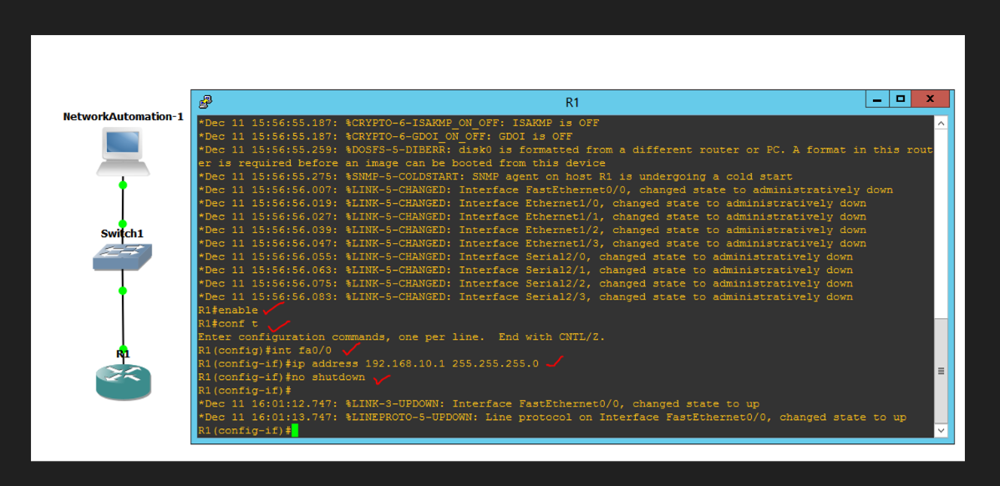 NetworkAutomation-1
Switch1
R1
R1
*Dec 11 15:56:55.187: %CRYPTO-6-ISAKMP_ON_OFF: ISAKMP is OFF
*Dec 11 15:56:55.187: %CRYPTO-6-GDOI_ON_OFF: GDOI is OFF
*Dec 11 15:56:55.259: %DOSFS-5-DIBERR: disk0 is formatted from a different router or PC. A format in this rout
er is required before an image can be booted from this device
*Dec 11 15:56:55.275: %SNMP-5-COLDSTART: SNMP agent on host R1 is undergoing a cold start
*Dec 11 15:56:56.007: %LINK-5-CHANGED: Interface FastEthernet0/0, changed state to administratively down
*Dec 11 15:56:56.019: %LINK-5-CHANGED: Interface Ethernet1/0, changed state to administratively down
*Dec 11 15:56:56.027: %LINK-5-CHANGED: Interface Ethernet1/1, changed state to administratively down
*Dec 11 15:56:56.039: %LINK-5-CHANGED: Interface Ethernet1/2, changed state to administratively down
*Dec 11 15:56:56.047: %LINK-5-CHANGED: Interface Ethernet1/3, changed state to administratively down
*Dec 11 15:56:56.055: %LINK-5-CHANGED: Interface Serial2/0, changed state to administratively down
*Dec 11 15:56:56.063: %LINK-5-CHANGED: Interface Serial2/1, changed state to administratively down
*Dec 11 15:56:56.075: %LINK-5-CHANGED: Interface Serial2/2, changed state to administratively down
*Dec 11 15:56:56.083: %LINK-5-CHANGED: Interface Serial2/3, changed state to administratively down
R1#enable
R1#conf t
Enter configuration commands, one per line.  End with CNTL/Z.
R1(config)#int fa0/0
R1(config-if)#ip address 192.168.10.1 255.255.255.0
R1(config-if)#no shutdown
R1(config-if)#
*Dec 11 16:01:12.747: %LINK-3-UPDOWN: Interface FastEthernet0/0, changed state to up
*Dec 11 16:01:13.747: %LINEPROTO-5-UPDOWN: Line protocol on Interface FastEthernet0/0, changed state to up
R1(config-if)#